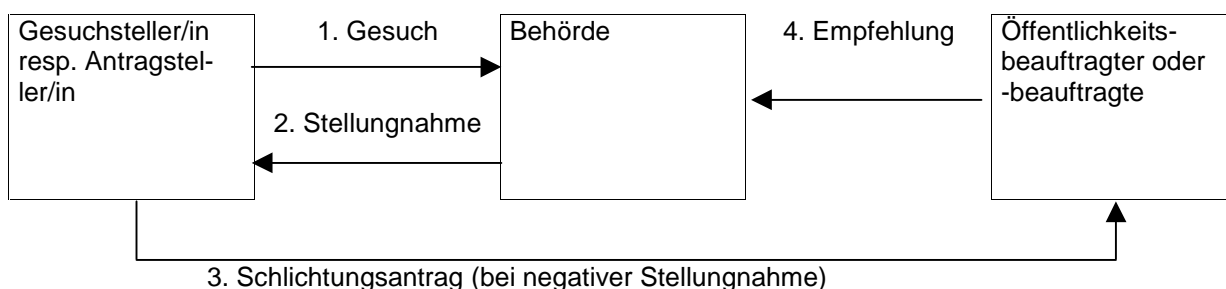 Gesuchsteller/in
resp. Antragstel-
ler/in
1. Gesuch
2. Stellungnahme
Behörde
4. Empfehlung
Öffentlichkeits-
beauftragter oder
-beauftragte
3. Schlichtungsantrag (bei negativer Stellungnahme)